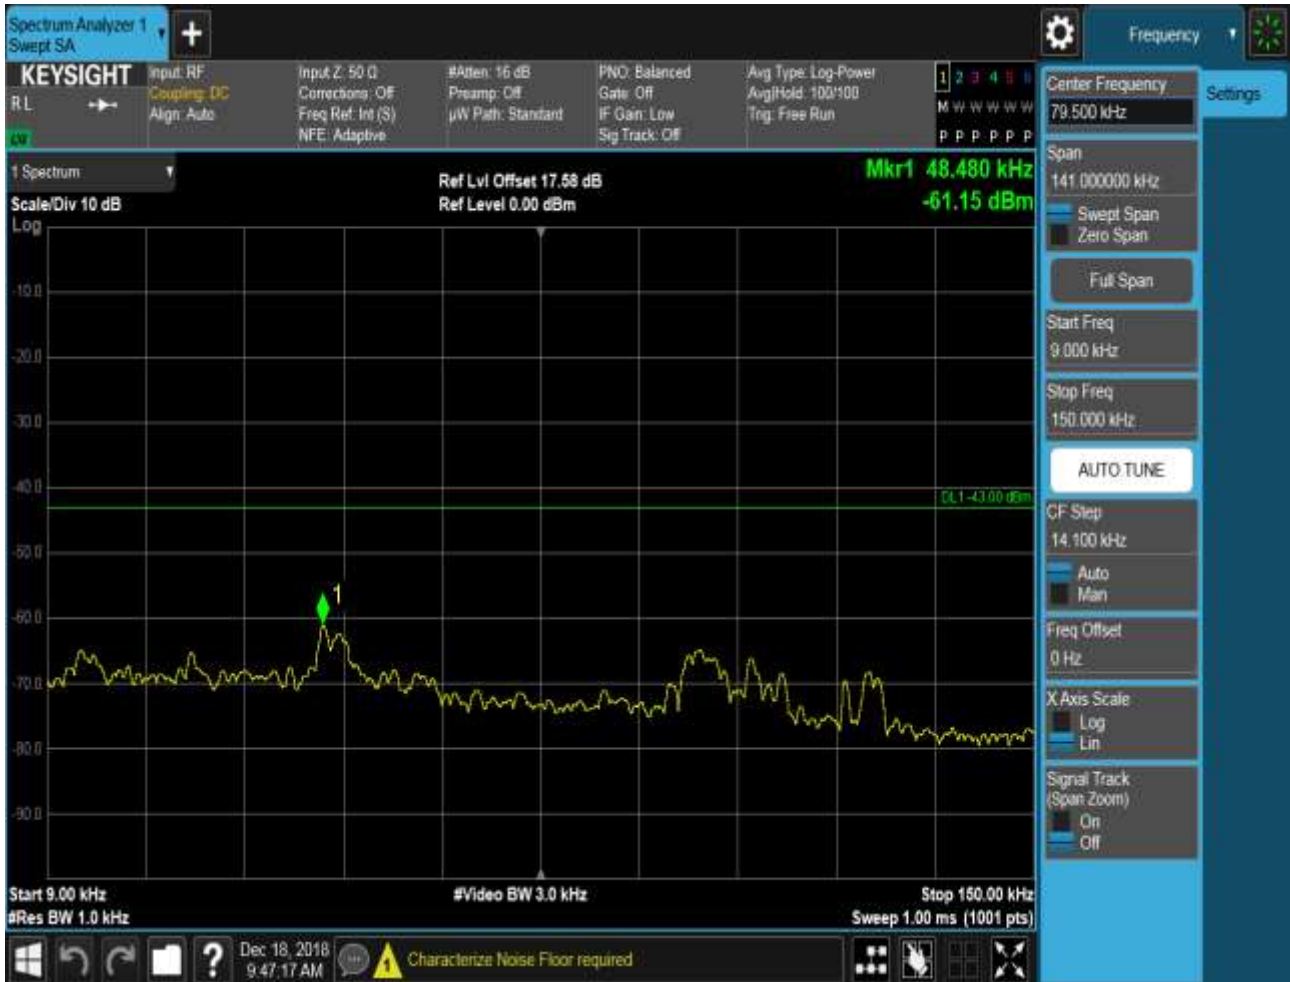 Spectrum Analyzer 1
Swept SA
+
Frequency
KEYSIGHT
RL
Input: RF
Coupling: DC
Align: Auto
Input Z: 50 Ω
Corrections: Off
Freq Ref: Int (S)
NFE: Adaptive
#Atten: 16 dB
Preamp: Off
µW Path: Standard
PNO: Balanced
Gate: Off
IF Gain: Low
Sig Track: Off
Avg Type: Log-Power
Avg|Hold: 100/100
Trig: Free Run
1 2 3 4 5 6
M W W W W W
P P P P P P
1 Spectrum
Scale/Div 10 dB
Log
Ref Lvl Offset 17.58 dB
Ref Level 0.00 dBm
Mkr1 48.480 kHz
-61.15 dBm
-10.0
-20.0
-30.0
-40.0
-50.0
-60.0
-70.0
-80.0
-90.0
DL1 -43.00 dBm
1
Start 9.00 kHz
#Res BW 1.0 kHz
#Video BW 3.0 kHz
Stop 150.00 kHz
Sweep 1.00 ms (1001 pts)
Center Frequency
79.500 kHz
Settings
Span
141.000000 kHz
Swept Span
Zero Span
Full Span
Start Freq
9.000 kHz
Stop Freq
150.000 kHz
AUTO TUNE
CF Step
14.100 kHz
Auto
Man
Freq Offset
0 Hz
X Axis Scale
Log
Lin
Signal Track
(Span Zoom)
On
Off
?
Dec 18, 2018
9:47:17 AM
1
Characterize Noise Floor required